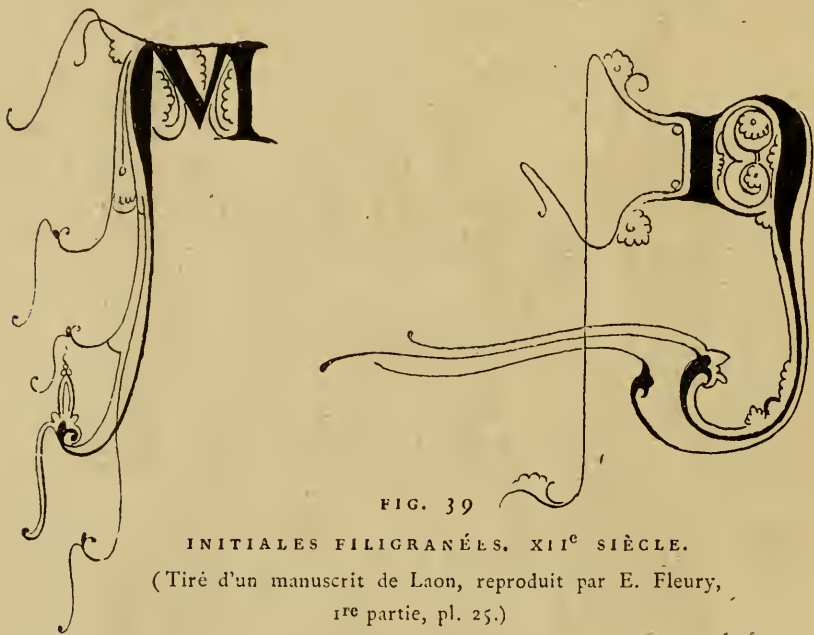 M
FIG. 39
INITIALES FILIGRANÉES. XIIᵉ SIÈCLE.
(Tiré d'un manuscrit de Laon, reproduit par E. Fleury,
1ʳᵉ partie, pl. 25.)